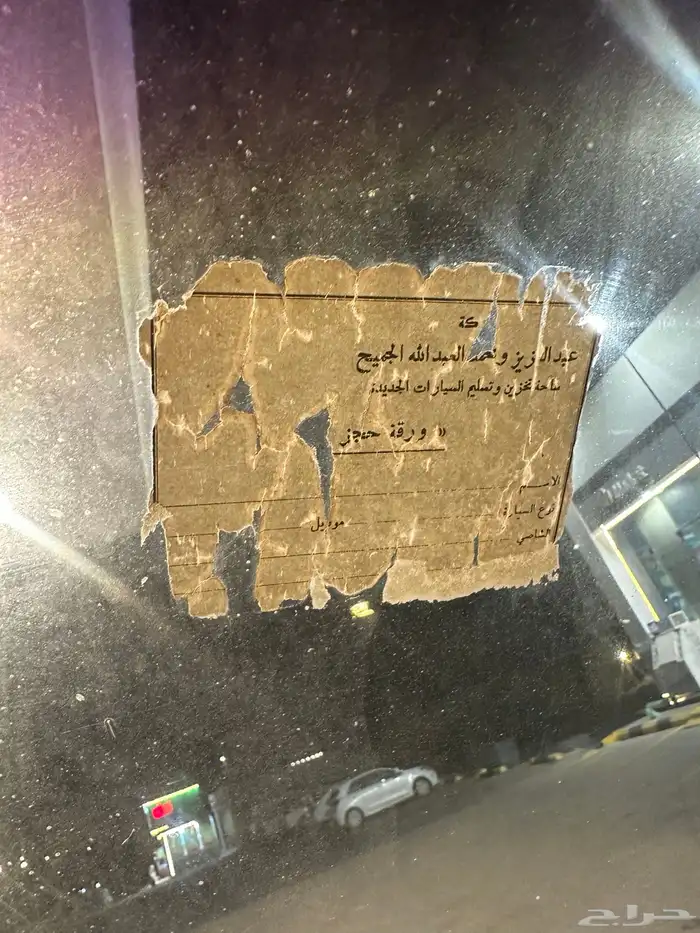 كة
عبدالعزيز ومحمد العبدالله الجميح
ساحة تخزين وتسليم السيارات الجديدة
« ورقة حجز
الاسم
نوع السيارة موديل
الشاصي
حراج